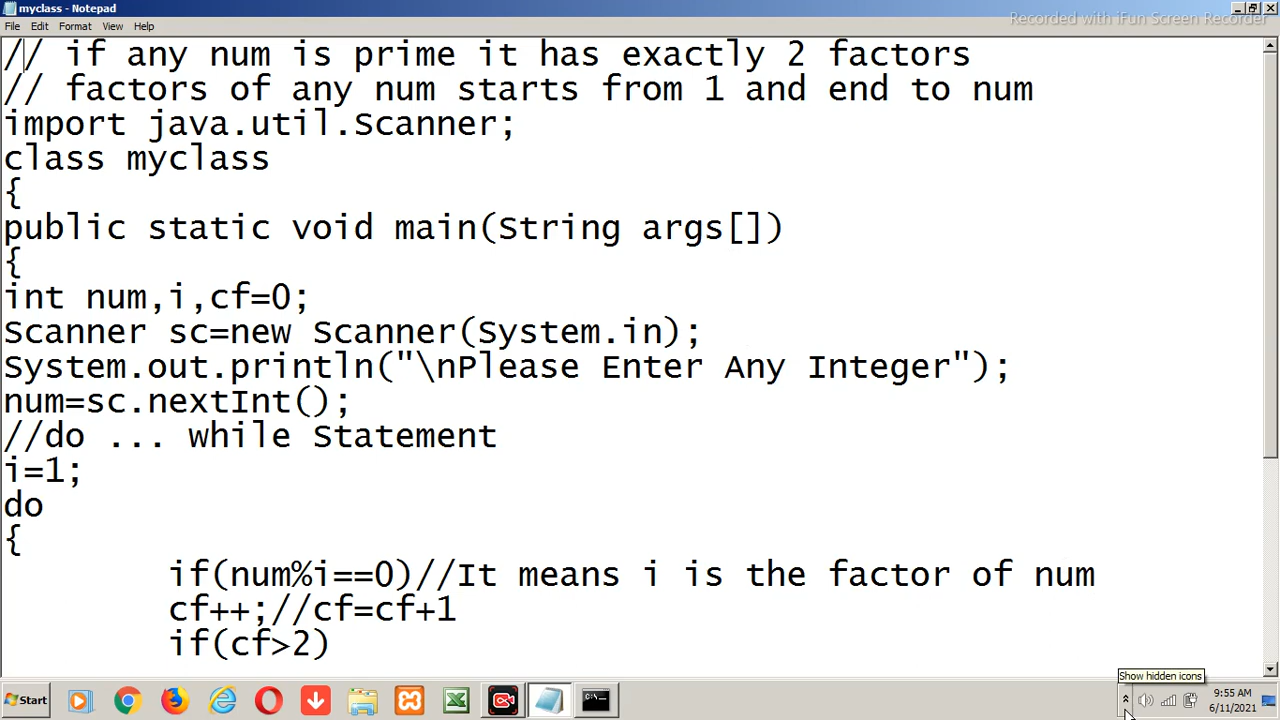 myclass - Notepad
File Edit Format View Help
Recorded with iFun Screen Recorder
// if any num is prime it has exactly 2 factors
// factors of any num starts from 1 and end to num
import java.util.Scanner;
class myclass
{
public static void main(String args[])
{
int num,i,cf=0;
Scanner sc=new Scanner(System.in);
System.out.println("\nPlease Enter Any Integer");
num=sc.nextInt();
//do ... while Statement
i=1;
do
{
if(num%i==0)//It means i is the factor of num
cf++;//cf=cf+1
if(cf>2)
Show hidden icons
Start
C:\.
9:55 AM
6/11/2021